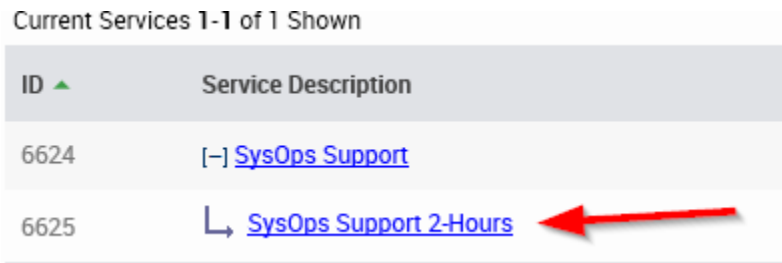 Current Services 1-1 of 1 Shown
ID Service Description
6624 [–] SysOps Support
6625 SysOps Support 2-Hours